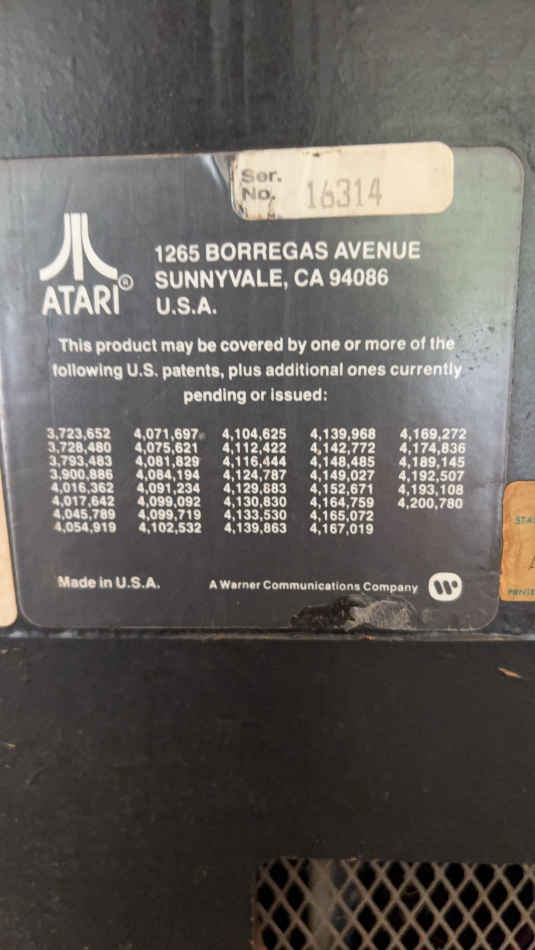 Ser.
No. 16314
ATARI®
1265 BORREGAS AVENUE
SUNNYVALE, CA 94086
U.S.A.
This product may be covered by one or more of the
following U.S. patents, plus additional ones currently
pending or issued:
3,723,652 4,071,697 4,104,625 4,139,968 4,169,272
3,728,480 4,075,621 4,112,422 4,142,772 4,174,836
3,793,483 4,081,829 4,116,444 4,148,485 4,189,145
3,900,886 4,084,194 4,124,787 4,149,027 4,192,507
4,016,362 4,091,234 4,129,883 4,152,671 4,193,108
4,017,642 4,099,092 4,130,830 4,164,759 4,200,780
4,045,789 4,099,719 4,133,530 4,165,072
4,054,919 4,102,532 4,139,863 4,167,019
Made in U.S.A. A Warner Communications Company